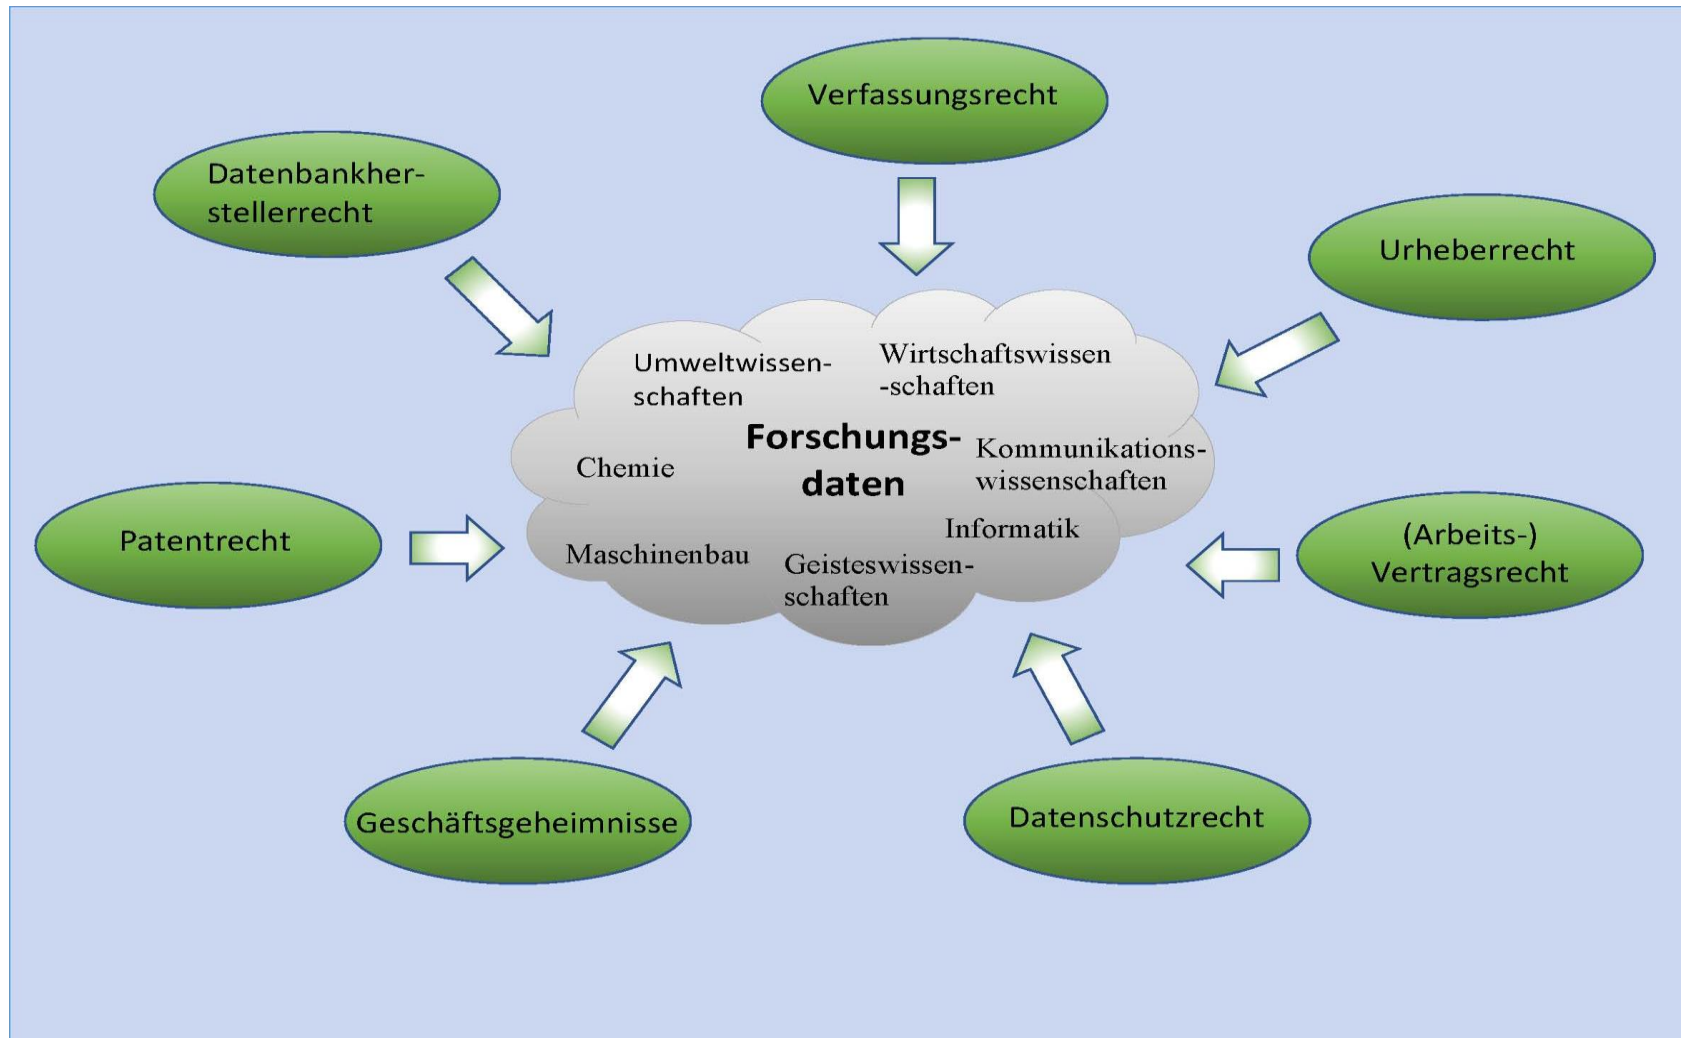 Verfassungsrecht
Datenbankher-
stellerrecht
Urheberrecht
Umweltwissen-
schaften
Wirtschaftswissen
-schaften
Forschungs-
daten
Kommunikations-
wissenschaften
Chemie
Informatik
Maschinenbau
Geisteswissen-
schaften
Patentrecht
(Arbeits-)
Vertragsrecht
Geschäftsgeheimnisse
Datenschutzrecht